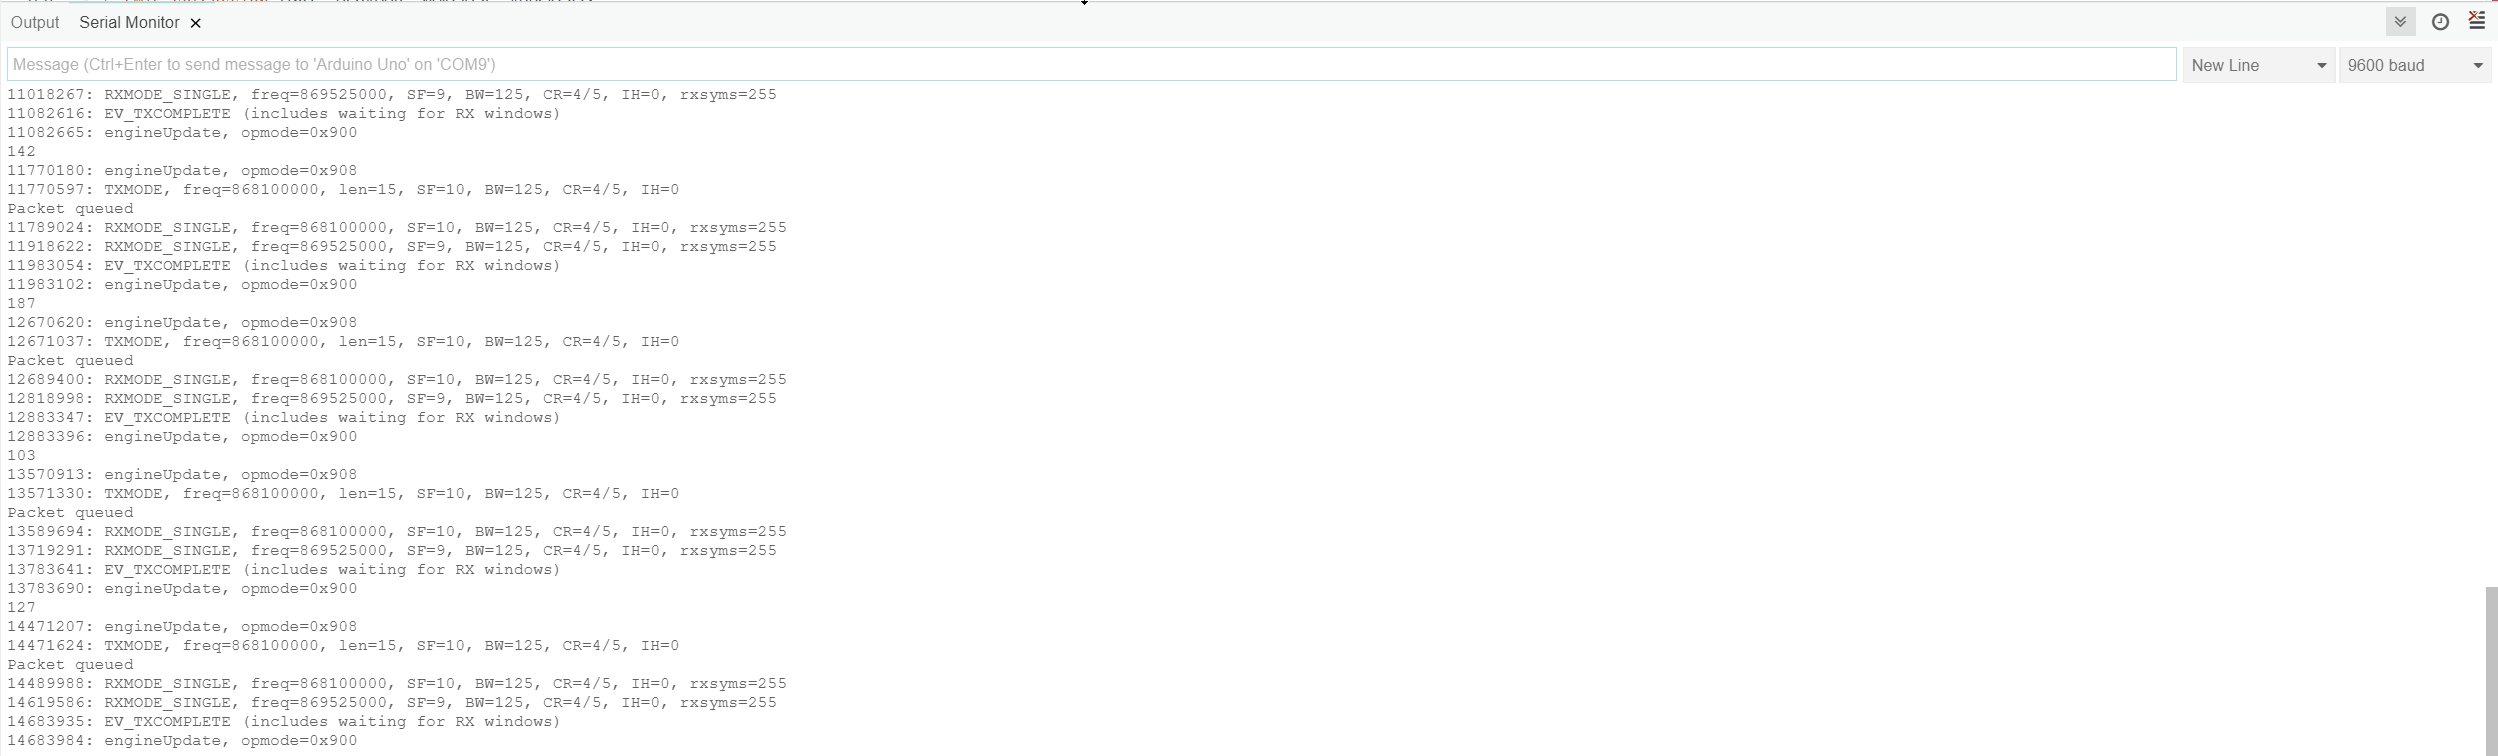 Output Serial Monitor
Message (Ctrl+Enter to send message to 'Arduino Uno' on 'COM9') New Line 9600 baud
11018267: RXMODE_SINGLE, freq=869525000, SF=9, BW=125, CR=4/5, IH=0, rxsyms=255
11082616: EV_TXCOMPLETE (includes waiting for RX windows)
11082665: engineUpdate, opmode=0x900
142
11770180: engineUpdate, opmode=0x908
11770597: TXMODE, freq=868100000, len=15, SF=10, BW=125, CR=4/5, IH=0
Packet queued
11789024: RXMODE_SINGLE, freq=868100000, SF=10, BW=125, CR=4/5, IH=0, rxsyms=255
11918622: RXMODE_SINGLE, freq=869525000, SF=9, BW=125, CR=4/5, IH=0, rxsyms=255
11983054: EV_TXCOMPLETE (includes waiting for RX windows)
11983102: engineUpdate, opmode=0x900
187
12670620: engineUpdate, opmode=0x908
12671037: TXMODE, freq=868100000, len=15, SF=10, BW=125, CR=4/5, IH=0
Packet queued
12689400: RXMODE_SINGLE, freq=868100000, SF=10, BW=125, CR=4/5, IH=0, rxsyms=255
12818998: RXMODE_SINGLE, freq=869525000, SF=9, BW=125, CR=4/5, IH=0, rxsyms=255
12883347: EV_TXCOMPLETE (includes waiting for RX windows)
12883396: engineUpdate, opmode=0x900
103
13570913: engineUpdate, opmode=0x908
13571330: TXMODE, freq=868100000, len=15, SF=10, BW=125, CR=4/5, IH=0
Packet queued
13589694: RXMODE_SINGLE, freq=868100000, SF=10, BW=125, CR=4/5, IH=0, rxsyms=255
13719291: RXMODE_SINGLE, freq=869525000, SF=9, BW=125, CR=4/5, IH=0, rxsyms=255
13783641: EV_TXCOMPLETE (includes waiting for RX windows)
13783690: engineUpdate, opmode=0x900
127
14471207: engineUpdate, opmode=0x908
14471624: TXMODE, freq=868100000, len=15, SF=10, BW=125, CR=4/5, IH=0
Packet queued
14489988: RXMODE_SINGLE, freq=868100000, SF=10, BW=125, CR=4/5, IH=0, rxsyms=255
14619586: RXMODE_SINGLE, freq=869525000, SF=9, BW=125, CR=4/5, IH=0, rxsyms=255
14683935: EV_TXCOMPLETE (includes waiting for RX windows)
14683984: engineUpdate, opmode=0x900